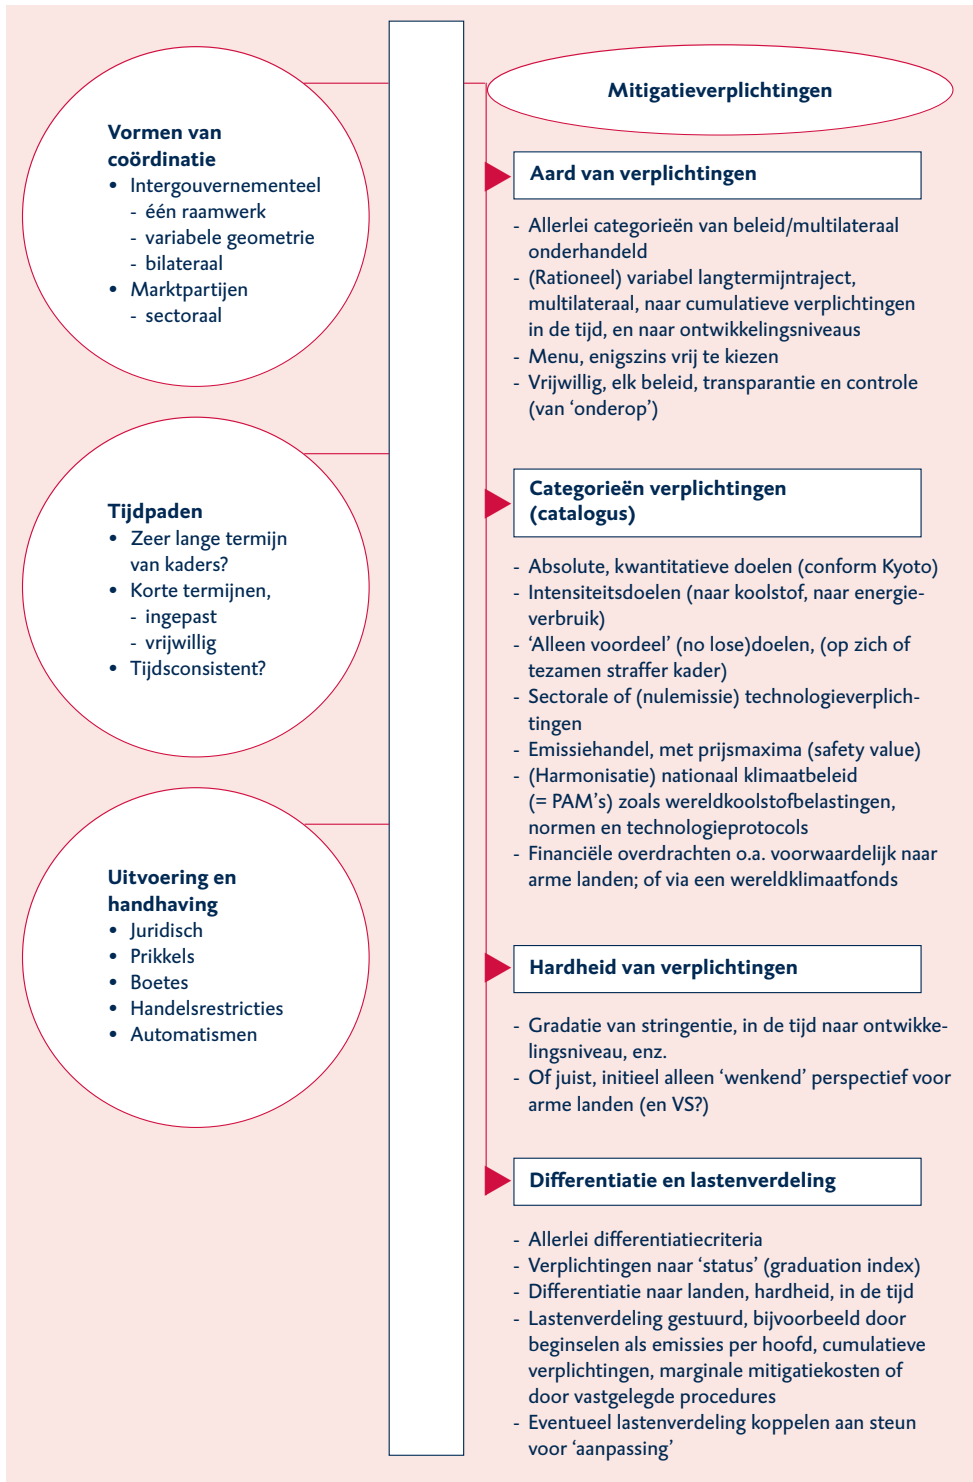 Vormen van
coördinatie
• Intergouvernementeel
- één raamwerk
- variabele geometrie
- bilateraal
• Marktpartijen
- sectoraal
Tijdpaden
• Zeer lange termijn
van kaders?
• Korte termijnen,
- ingepast
- vrijwillig
• Tijdsconsistent?
Uitvoering en
handhaving
• Juridisch
• Prikkels
• Boetes
• Handelsrestricties
• Automatismen
Mitigatieverplichtingen
Aard van verplichtingen
- Allerlei categorieën van beleid/multilateraal
onderhandeld
- (Rationeel) variabel langtermijntraject,
multilateraal, naar cumulatieve verplichtingen
in de tijd, en naar ontwikkelingsniveaus
- Menu, enigszins vrij te kiezen
- Vrijwillig, elk beleid, transparantie en controle
(van ‘onderop’)
Categorieën verplichtingen
(catalogus)
- Absolute, kwantitatieve doelen (conform Kyoto)
- Intensiteitsdoelen (naar koolstof, naar energie-
verbruik)
- ‘Alleen voordeel’ (no lose)doelen, (op zich of
tezamen straffer kader)
- Sectorale of (nulemissie) technologieverplich-
tingen
- Emissiehandel, met prijsmaxima (safety value)
- (Harmonisatie) nationaal klimaatbeleid
(= PAM’s) zoals wereldkoolstofbelastingen,
normen en technologieprotocols
- Financiële overdrachten o.a. voorwaardelijk naar
arme landen; of via een wereldklimaatfonds
Hardheid van verplichtingen
- Gradatie van stringentie, in de tijd naar ontwikke-
lingsniveau, enz.
- Of juist, initieel alleen ‘wenkend’ perspectief voor
arme landen (en VS?)
Differentiatie en lastenverdeling
- Allerlei differentiatiecriteria
- Verplichtingen naar ‘status’ (graduation index)
- Differentiatie naar landen, hardheid, in de tijd
- Lastenverdeling gestuurd, bijvoorbeeld door
beginselen als emissies per hoofd, cumulatieve
verplichtingen, marginale mitigatiekosten of
door vastgelegde procedures
- Eventueel lastenverdeling koppelen aan steun
voor ‘aanpassing’